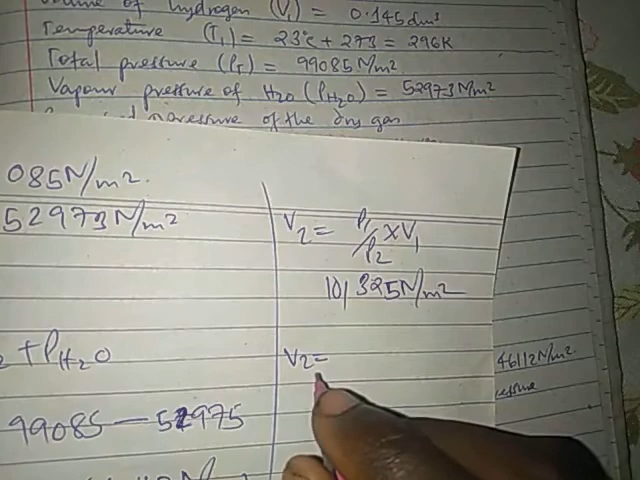 Volume of hydrogen (V₁) = 0.145dm³
Temperature (T₁) = 23°c + 273 = 296K
Total pressure (PT) = 99085N/m²
Vapour pressure of H₂O (PH₂O) = 52973N/m²
pressure of the dry gas
085N/m².
52973N/m²
₂ + PH₂O
99085 — 52975
V₂ = P₁/P₂ x V₁
101325N/m²
V₂=
46112N/m².